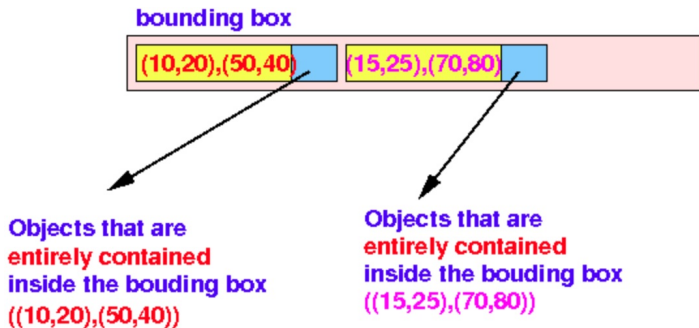 bounding box
(10,20),(50,40) (15,25),(70,80)
Objects that are
entirely contained
inside the bouding box
((10,20),(50,40))
Objects that are
entirely contained
inside the bouding box
((15,25),(70,80))